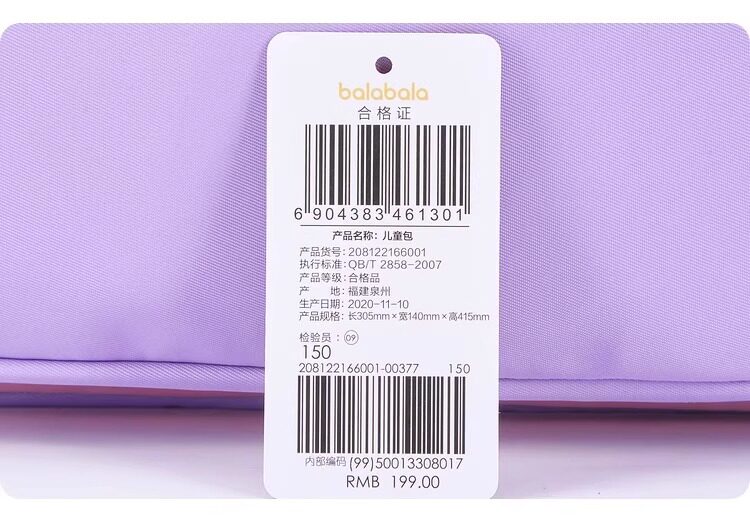 balabala
合格证
6 904383 461301
产品名称: 儿童包
产品货号: 208122166001
执行标准: QB/T 2858-2007
产品等级: 合格品
产 地: 福建泉州
生产日期: 2020-11-10
产品规格: 长305mm×宽140mm×高415mm
检验员: 09
150
208122166001-00377 150
内部编码 (99)50013308017
RMB 199.00